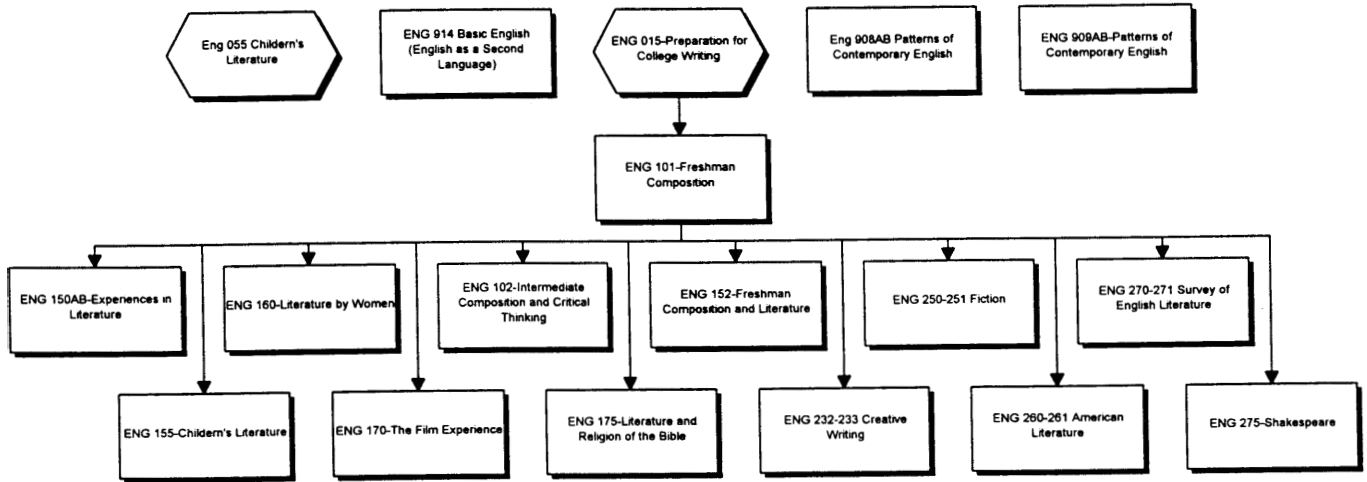 Eng 055 Childern's
Literature
ENG 914 Basic English
(English as a Second
Language)
ENG 015-Preparation for
College Writing
Eng 908AB Patterns of
Contemporary English
ENG 909AB-Patterns of
Contemporary English
ENG 101-Freshman
Composition
ENG 150AB-Experiences in
Literature
ENG 160-Literature by Women
ENG 102-Intermediate
Composition and Critical
Thinking
ENG 152-Freshman
Composition and Literature
ENG 250-251 Fiction
ENG 270-271 Survey of
English Literature
ENG 155-Childern's Literature
ENG 170-The Film Experience
ENG 175-Literature and
Religion of the Bible
ENG 232-233 Creative
Writing
ENG 260-261 American
Literature
ENG 275-Shakespeare